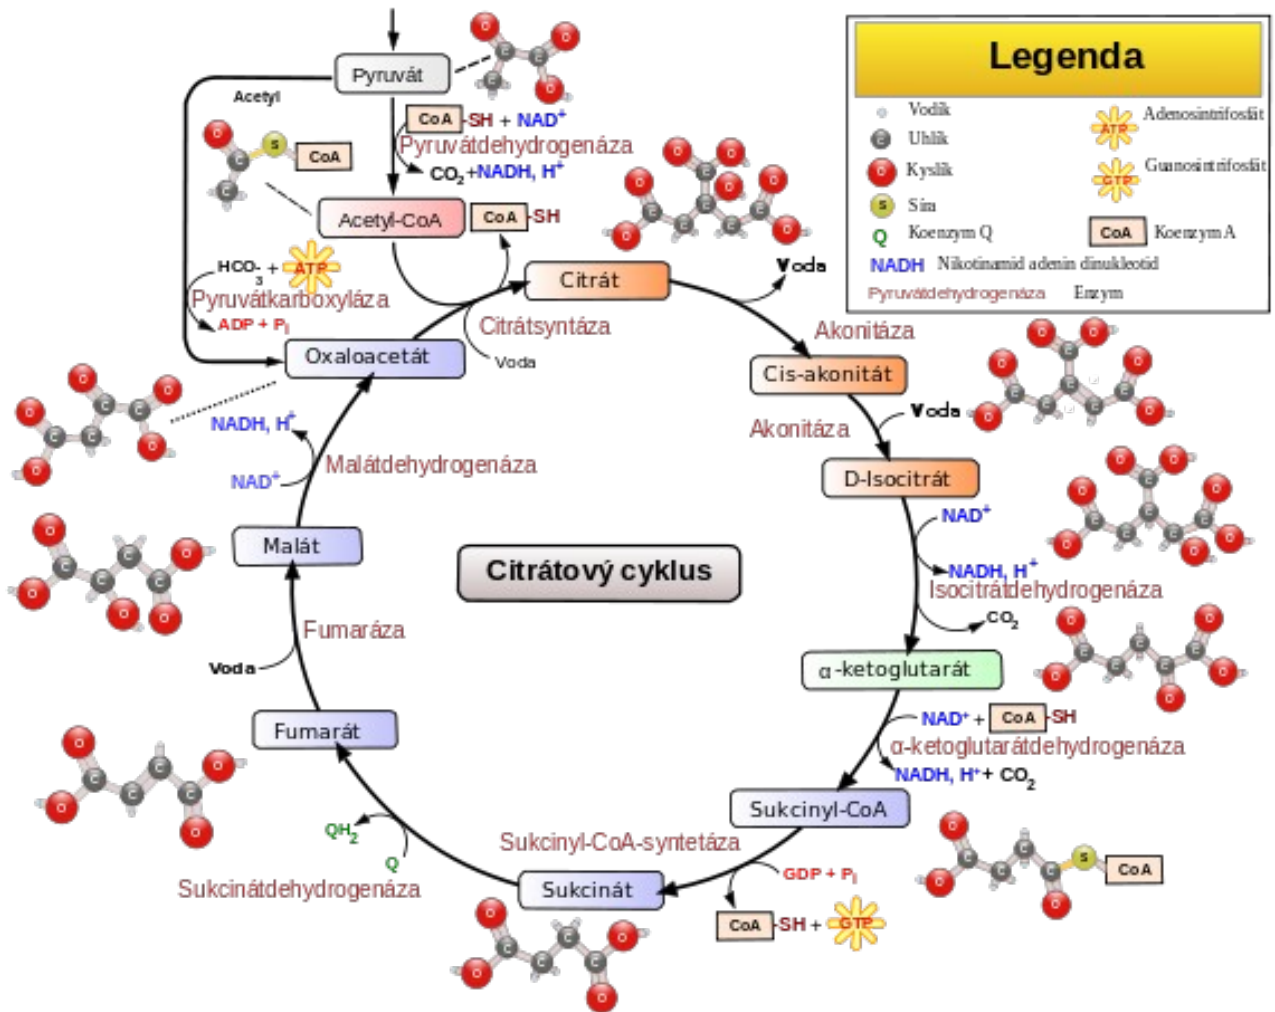 Legenda
Vodík
Uhlík
Kyslík
S Síra
Q Koenzym Q
NADH Nikotinamid adenin dinukleotid
Pyruvátdehydrogenáza Enzym
ATP Adenosintrifosfát
GTP Guanosintrifosfát
CoA Koenzym A
Pyruvát
Acetyl
CoA-SH + NAD⁺
Pyruvátdehydrogenáza
CO₂+NADH, H⁺
S CoA
Acetyl-CoA
CoA-SH
HCO₃⁻ + ATP
Pyruvátkarboxyláza
ADP + Pᵢ
Citrát
Voda
Citrátsyntáza
Voda
Oxaloacetát
Akonitáza
Cis-akonitát
Voda
Akonitáza
D-Isocitrát
NAD⁺
NADH, H⁺
Isocitrátdehydrogenáza
CO₂
α-ketoglutarát
NAD⁺ + CoA-SH
α-ketoglutarátdehydrogenáza
NADH, H⁺ + CO₂
Sukcinyl-CoA
S CoA
Sukcinyl-CoA-syntetáza
GDP + Pᵢ
CoA-SH + GTP
Sukcinát
Sukcinátdehydrogenáza
Q
QH₂
Fumarát
Voda
Fumaráza
Malát
Malátdehydrogenáza
NAD⁺
NADH, H⁺
Citrátový cyklus